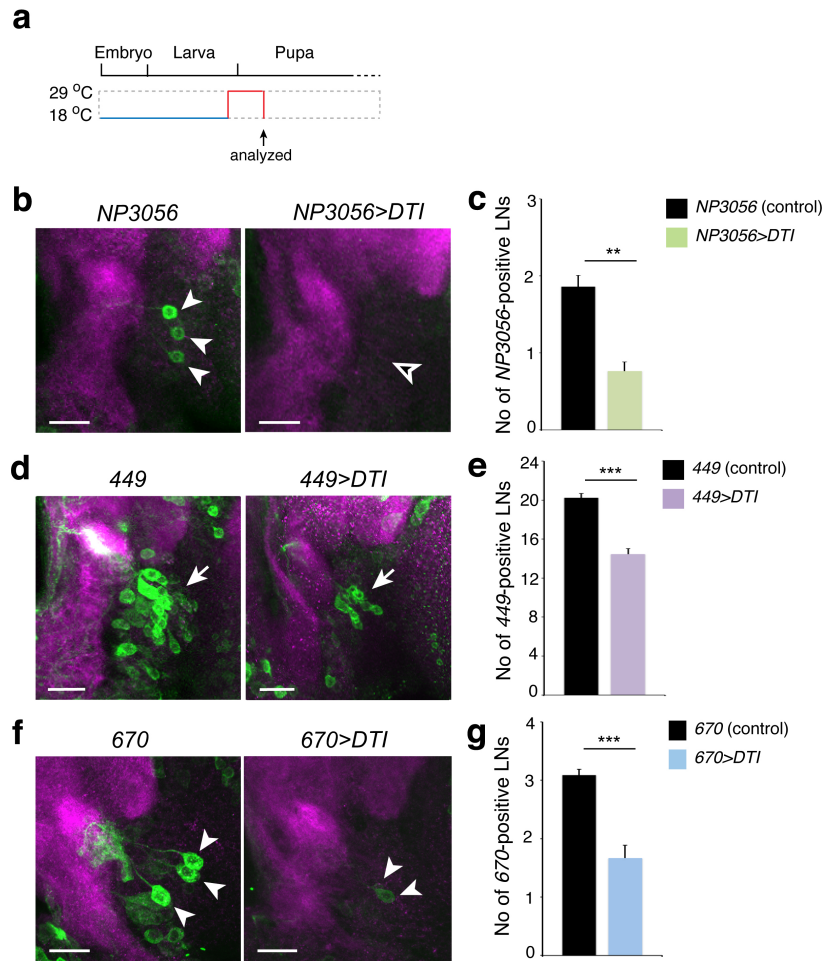 a
Embryo Larva Pupa
29 °C
18 °C
analyzed
b
NP3056 NP3056>DTI
c
No of NP3056-positive LNs
3
2
1
0
**
NP3056 (control)
NP3056>DTI
d
449 449>DTI
e
No of 449-positive LNs
24
20
16
12
8
4
0
***
449 (control)
449>DTI
f
670 670>DTI
g
No of 670-positive LNs
4
3
2
1
0
***
670 (control)
670>DTI